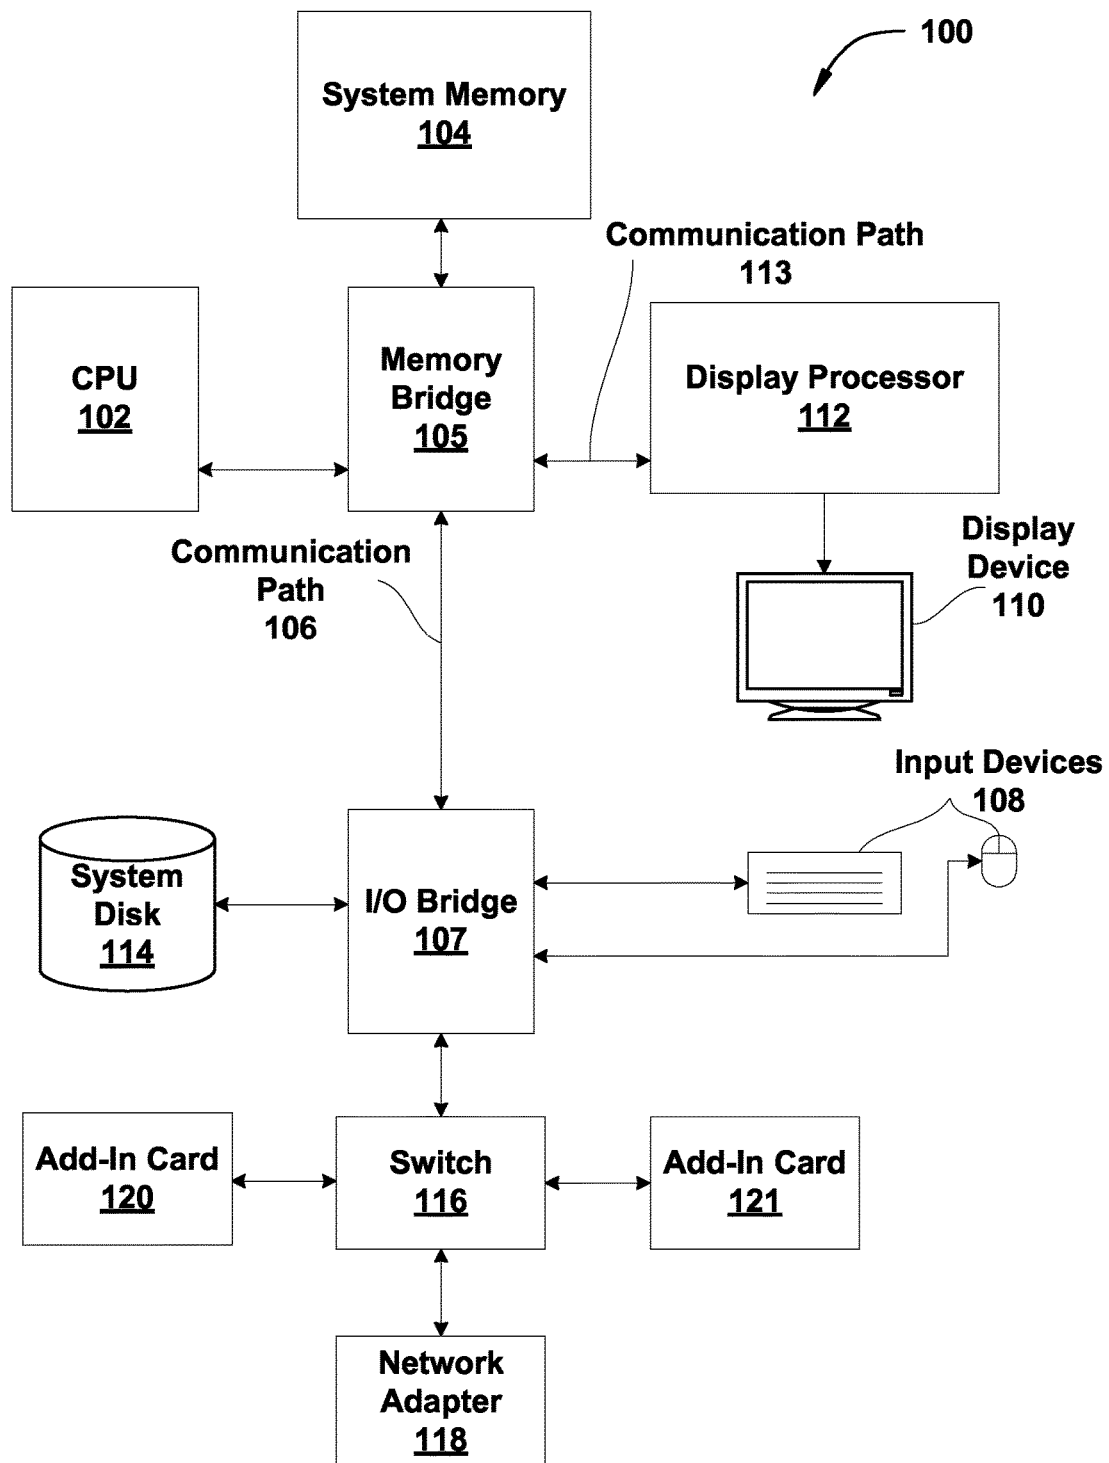 100
System Memory
104
Communication Path
113
CPU
102
Memory
Bridge
105
Display Processor
112
Communication
Path
106
Display
Device
110
Input Devices
108
System
Disk
114
I/O Bridge
107
Add-In Card
120
Switch
116
Add-In Card
121
Network
Adapter
118